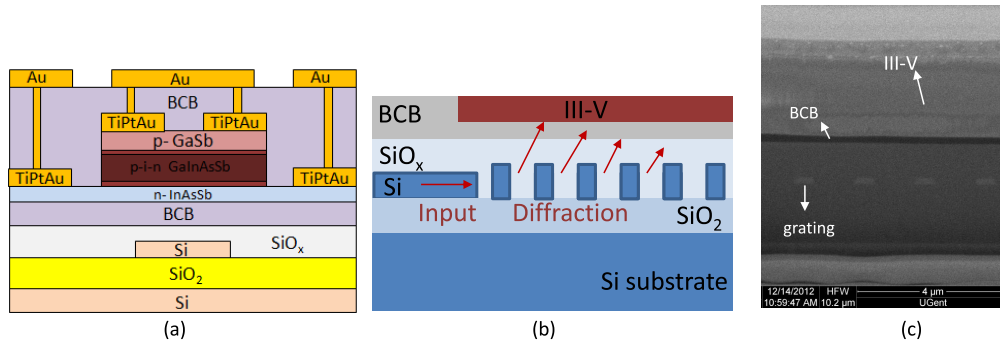 Au
Au
Au
BCB
TiPtAu
TiPtAu
p- GaSb
p-i-n GaInAsSb
TiPtAu
TiPtAu
n- InAsSb
BCB
SiOx
Si
SiO2
Si
(a)
BCB
III-V
SiOx
Si
Input
Diffraction
SiO2
Si substrate
(b)
III-V
BCB
grating
12/14/2012 HFW 4 µm
10:59:47 AM 10.2 µm UGent
(c)